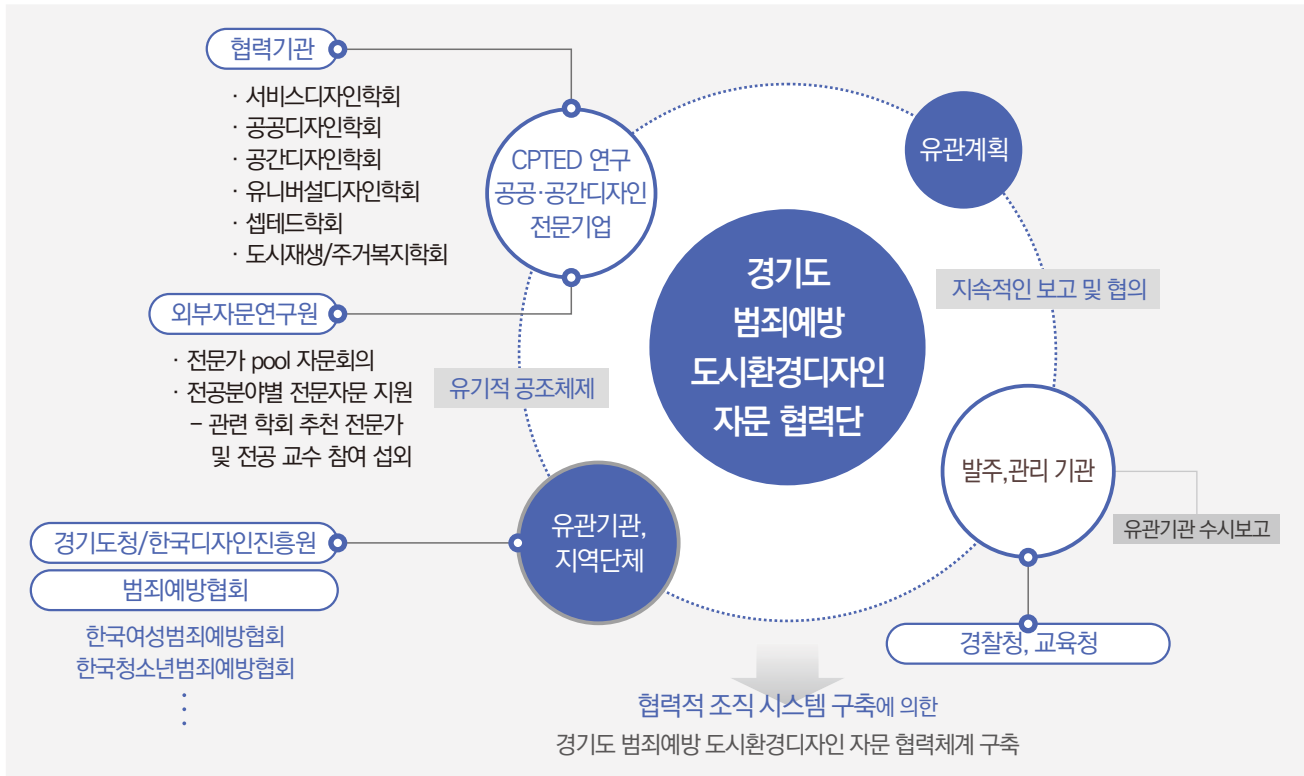 협력기관
· 서비스디자인학회
· 공공디자인학회
· 공간디자인학회
· 유니버설디자인학회
· 셉테드학회
· 도시재생/주거복지학회
CPTED 연구
공공·공간디자인
전문기업
유관계획
경기도
범죄예방
도시환경디자인
자문 협력단
지속적인 보고 및 협의
외부자문연구원
· 전문가 pool 자문회의
· 전공분야별 전문자문 지원
– 관련 학회 추천 전문가
및 전공 교수 참여 섭외
유기적 공조체제
발주,관리 기관
유관기관 수시보고
유관기관,
지역단체
경기도청/한국디자인진흥원
범죄예방협회
한국여성범죄예방협회
한국청소년범죄예방협회
⋮
경찰청, 교육청
협력적 조직 시스템 구축에 의한
경기도 범죄예방 도시환경디자인 자문 협력체계 구축